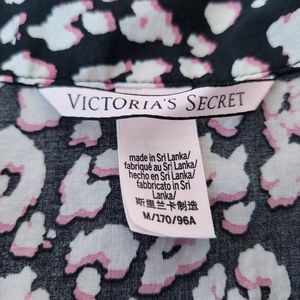 VICTORIA'S SECRET
made in Sri Lanka/
fabriqué au Sri Lanka/
hecho en Sri Lanka/
fabbricato in Sri
Lanka/
斯里兰卡制造
M/170/96A